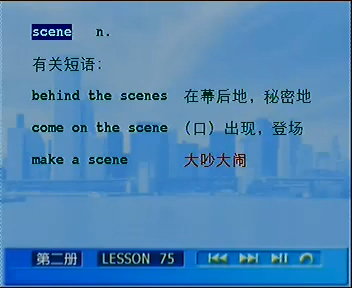 scene n.
有关短语:
behind the scenes 在幕后地，秘密地
come on the scene （口）出现，登场
make a scene 大吵大闹
第二册 LESSON 75